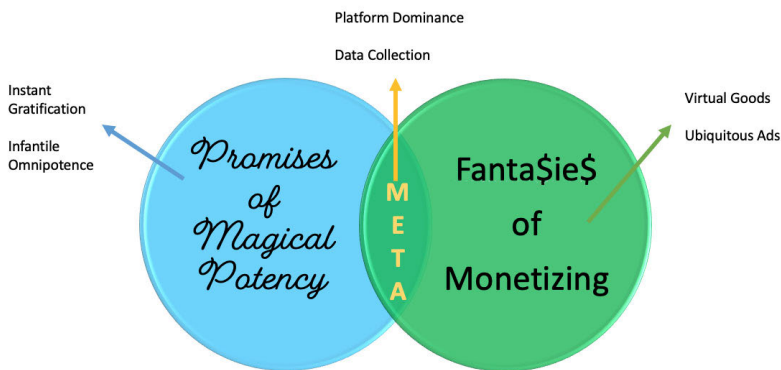 Platform Dominance
Data Collection
Instant
Gratification
Infantile
Omnipotence
Promises
of
Magical
Potency
M
E
T
A
Fanta$ie$
of
Monetizing
Virtual Goods
Ubiquitous Ads